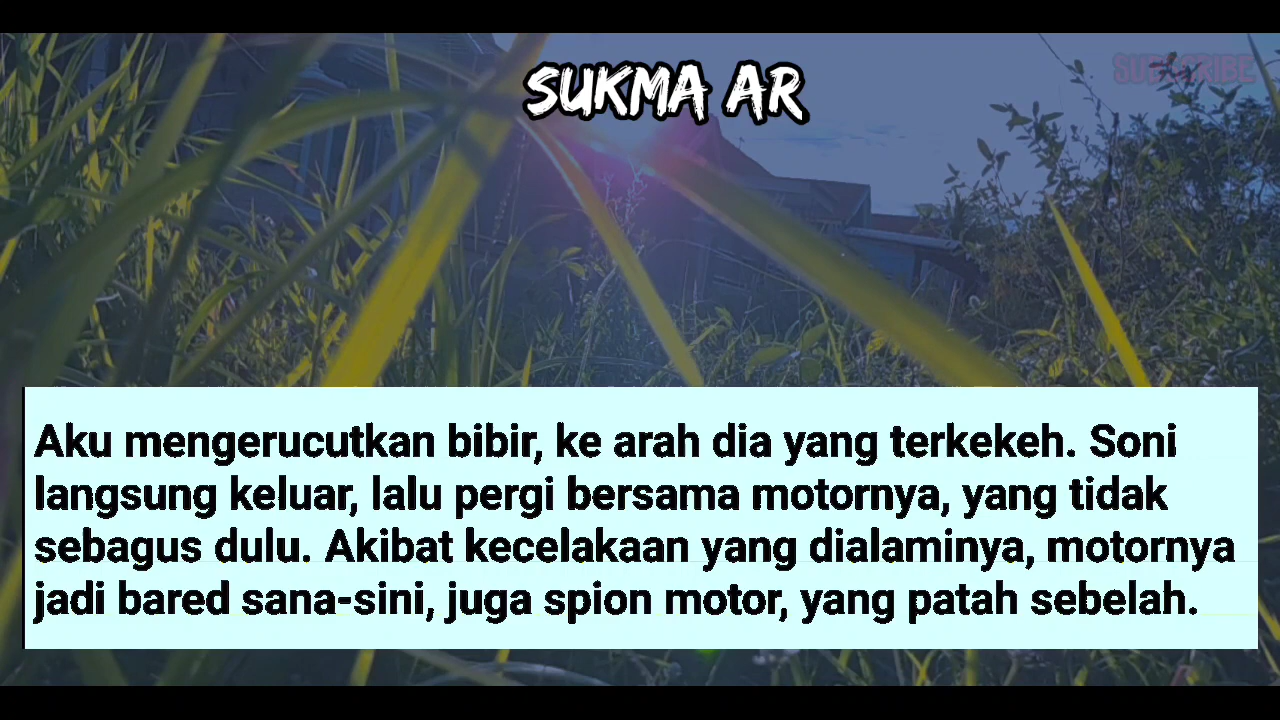 SUKMA AR
SUBSCRIBE
Aku mengerucutkan bibir, ke arah dia yang terkekeh. Soni
langsung keluar, lalu pergi bersama motornya, yang tidak
sebagus dulu. Akibat kecelakaan yang dialaminya, motornya
jadi bared sana-sini, juga spion motor, yang patah sebelah.